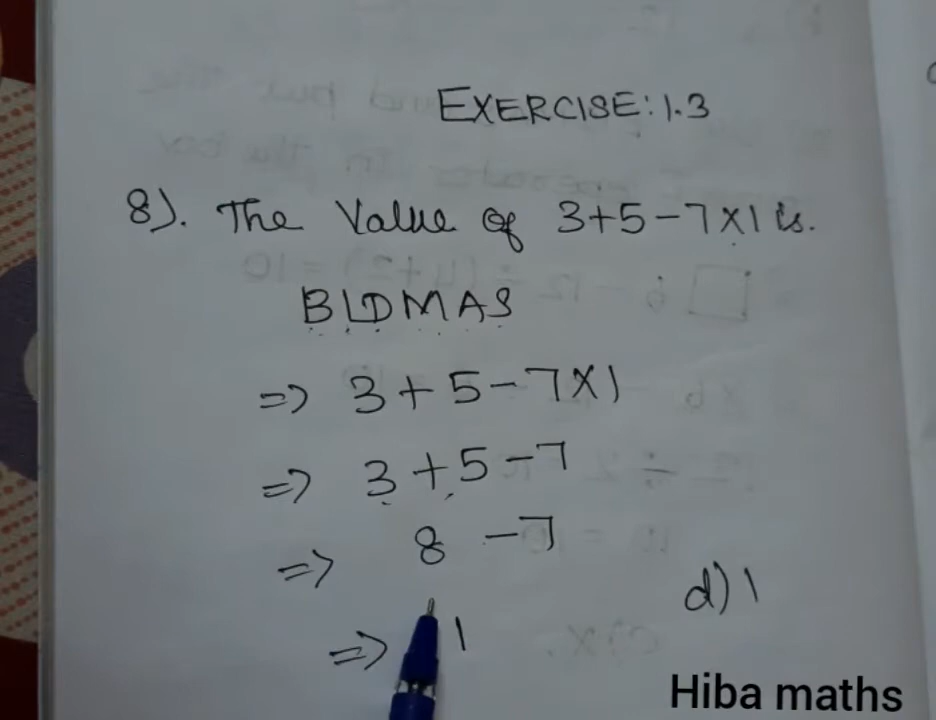 EXERCISE: 1.3
8). The Value of 3+5-7×1 is.
BIDMAS
=> 3+5-7×1
=> 3+5-7
=> 8-7
=> 1
d) 1
Hiba maths